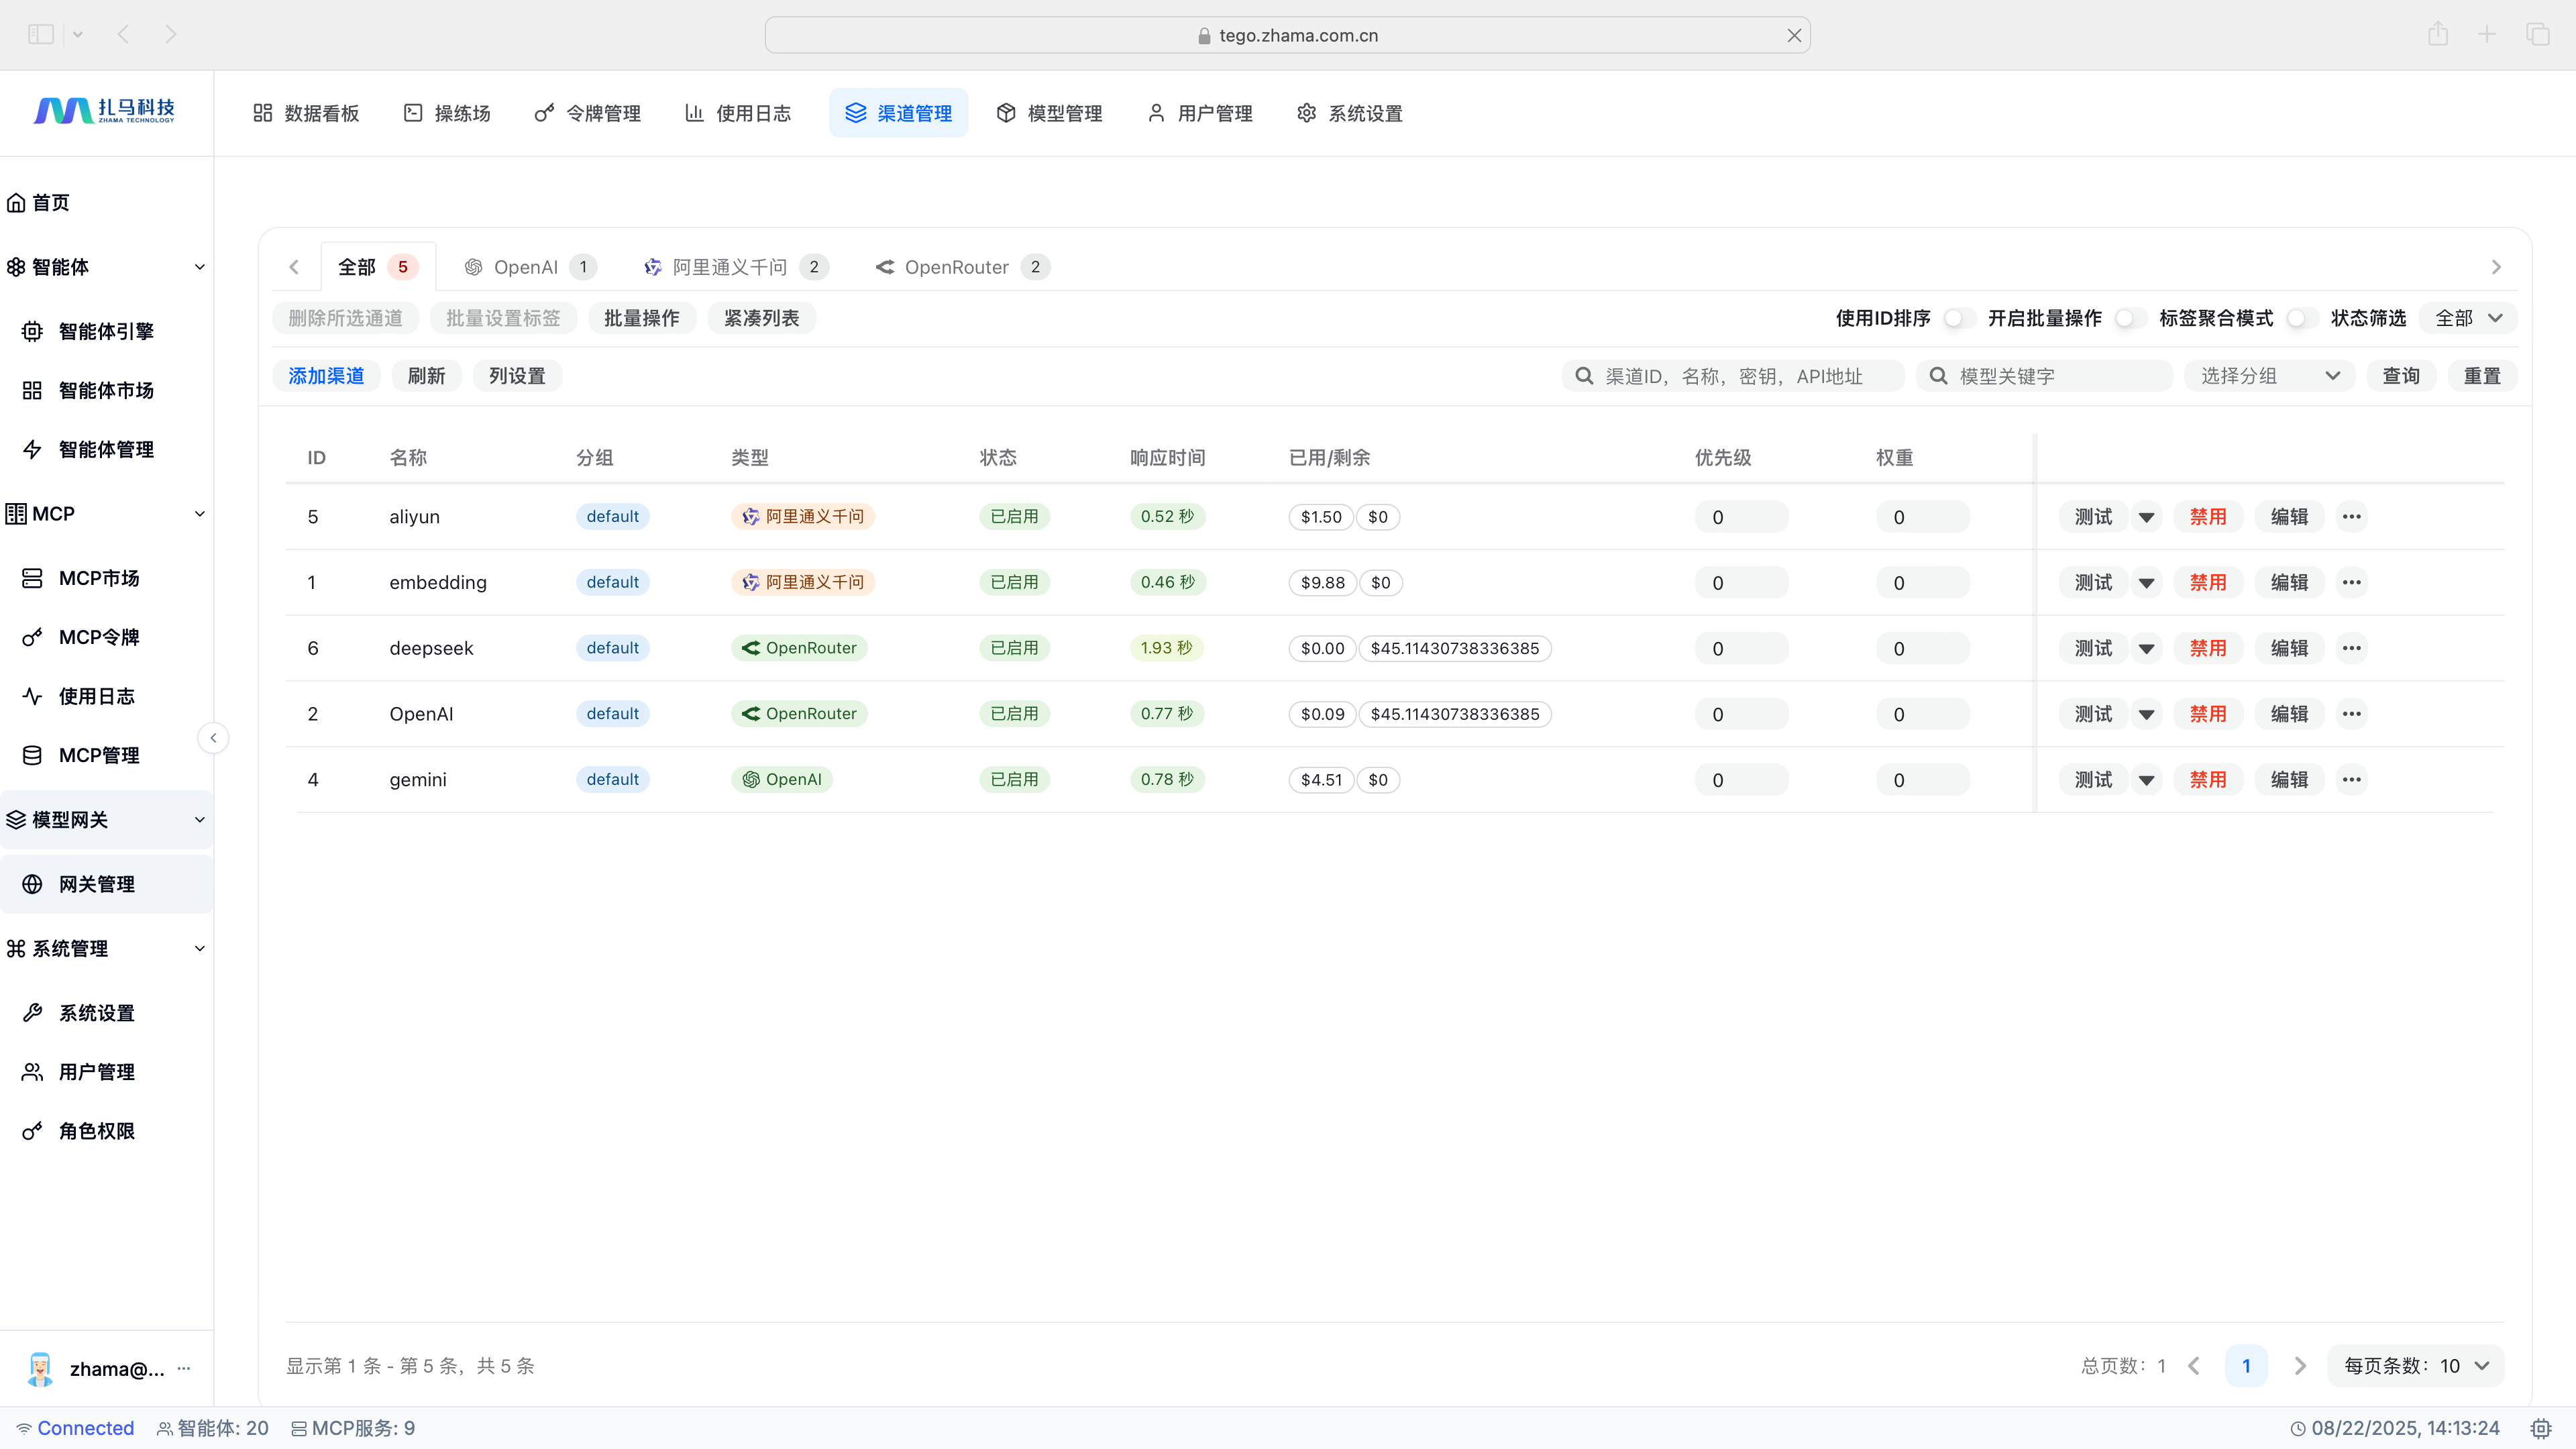 tego.zhama.com.cn
扎马科技
ZHAMA TECHNOLOGY
数据看板 操练场 令牌管理 使用日志 渠道管理 模型管理 用户管理 系统设置
首页
智能体
智能体引擎
智能体市场
智能体管理
MCP
MCP市场
MCP令牌
使用日志
MCP管理
模型网关
网关管理
系统管理
系统设置
用户管理
角色权限
zhama@... ...
全部 5 OpenAI 1 阿里通义千问 2 OpenRouter 2
删除所选通道 批量设置标签 批量操作 紧凑列表 使用ID排序 开启批量操作 标签聚合模式 状态筛选 全部
添加渠道 刷新 列设置 渠道ID，名称，密钥，API地址 模型关键字 选择分组 查询 重置
ID 名称 分组 类型 状态 响应时间 已用/剩余 优先级 权重
5 aliyun default 阿里通义千问 已启用 0.52 秒 $1.50 $0 0 0 测试 禁用 编辑 ...
1 embedding default 阿里通义千问 已启用 0.46 秒 $9.88 $0 0 0 测试 禁用 编辑 ...
6 deepseek default OpenRouter 已启用 1.93 秒 $0.00 $45.11430738336385 0 0 测试 禁用 编辑 ...
2 OpenAI default OpenRouter 已启用 0.77 秒 $0.09 $45.11430738336385 0 0 测试 禁用 编辑 ...
4 gemini default OpenAI 已启用 0.78 秒 $4.51 $0 0 0 测试 禁用 编辑 ...
显示第 1 条 - 第 5 条，共 5 条 总页数：1 1 每页条数：10
Connected 智能体: 20 MCP服务: 9 08/22/2025, 14:13:24